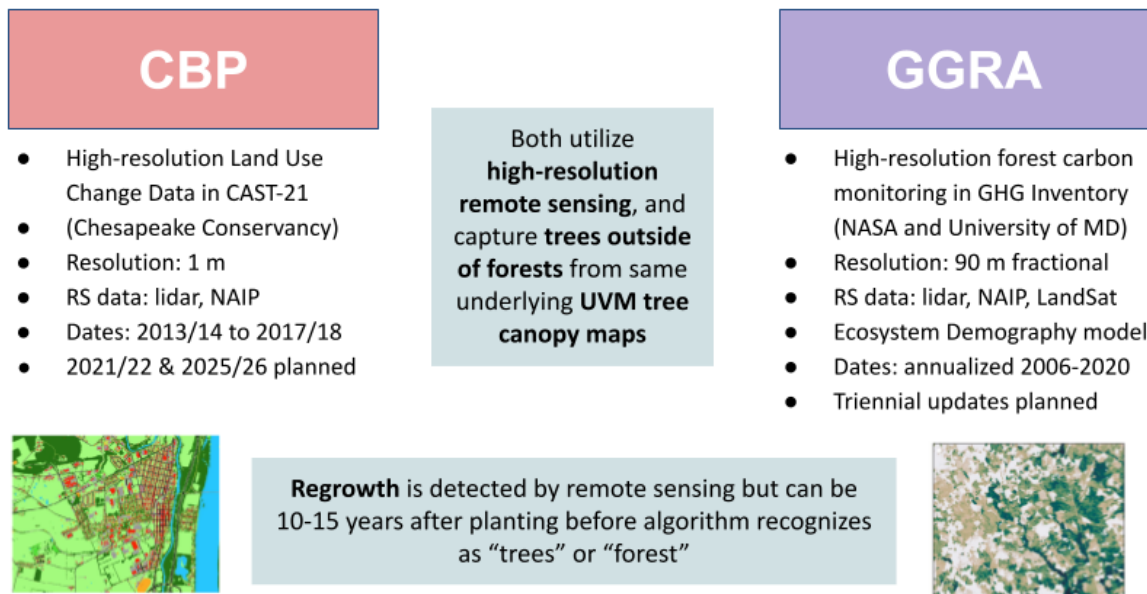 CBP
● High-resolution Land Use
Change Data in CAST-21
● (Chesapeake Conservancy)
● Resolution: 1 m
● RS data: lidar, NAIP
● Dates: 2013/14 to 2017/18
● 2021/22 & 2025/26 planned
Both utilize
high-resolution
remote sensing, and
capture trees outside
of forests from same
underlying UVM tree
canopy maps
GGRA
● High-resolution forest carbon
monitoring in GHG Inventory
(NASA and University of MD)
● Resolution: 90 m fractional
● RS data: lidar, NAIP, LandSat
● Ecosystem Demography model
● Dates: annualized 2006-2020
● Triennial updates planned
Regrowth is detected by remote sensing but can be
10-15 years after planting before algorithm recognizes
as “trees” or “forest”